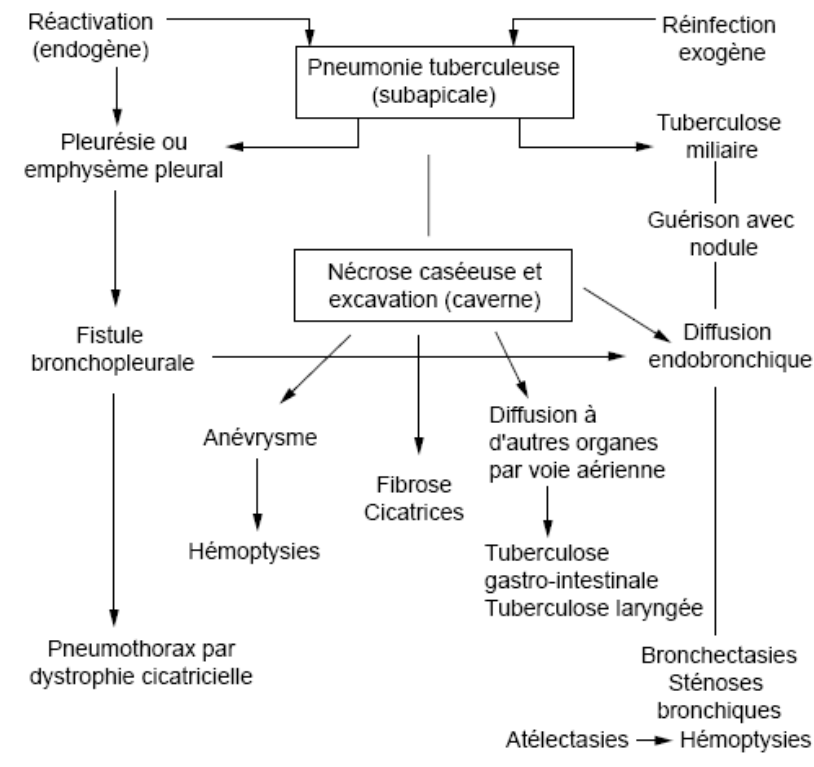 Réactivation
(endogène)
Réinfection
exogène
Pneumonie tuberculeuse
(subapicale)
Pleurésie ou
emphysème pleural
Tuberculose
miliaire
Guérison avec
nodule
Nécrose caséeuse et
excavation (caverne)
Fistule
bronchopleurale
Diffusion
endobronchique
Anévrysme
Fibrose
Cicatrices
Diffusion à
d'autres organes
par voie aérienne
Hémoptysies
Tuberculose
gastro-intestinale
Tuberculose laryngée
Pneumothorax par
dystrophie cicatricielle
Bronchectasies
Sténoses
bronchiques
Atélectasies Hémoptysies